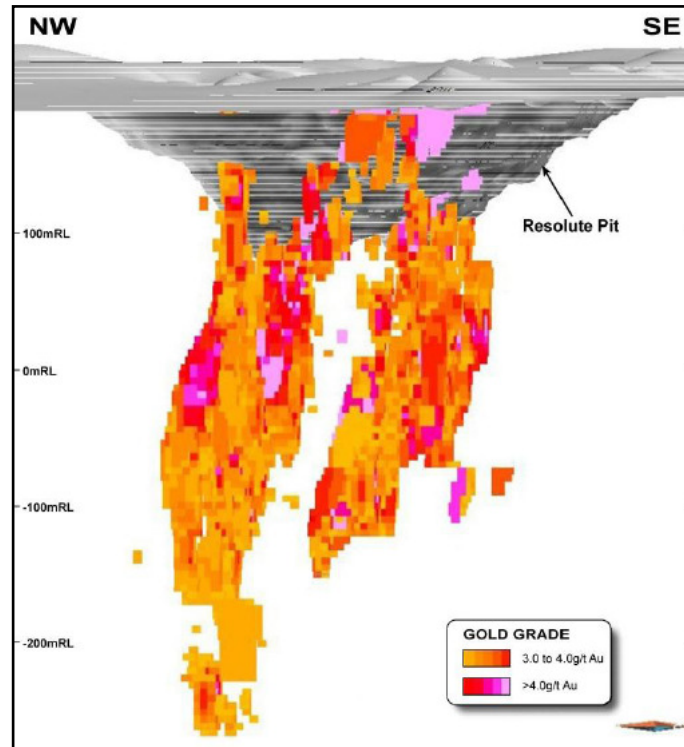 NW
SE
Resolute Pit
100mRL
0mRL
-100mRL
-200mRL
GOLD GRADE
3.0 to 4.0g/t Au
>4.0g/t Au